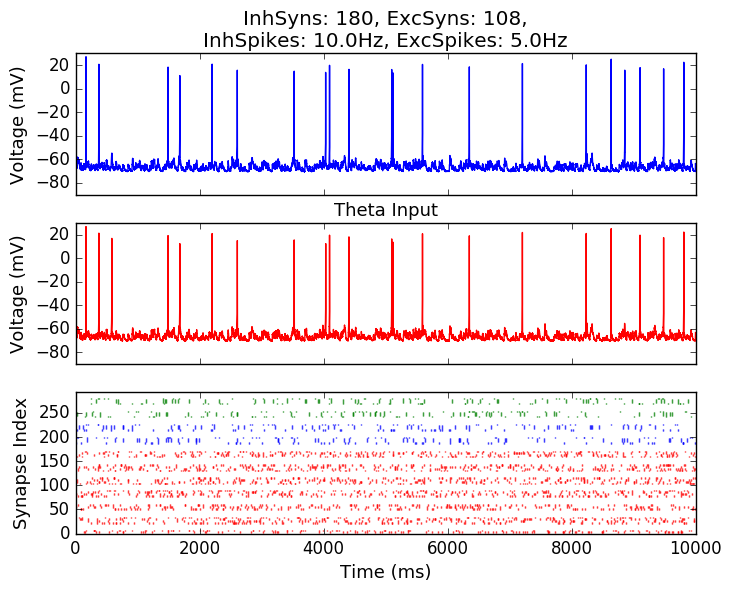 InhSyns: 180, ExcSyns: 108,
InhSpikes: 10.0Hz, ExcSpikes: 5.0Hz
20
0
−20
−40
−60
−80
Voltage (mV)
Theta Input
20
0
−20
−40
−60
−80
Voltage (mV)
250
200
150
100
50
0
Synapse Index
0 2000 4000 6000 8000 10000
Time (ms)